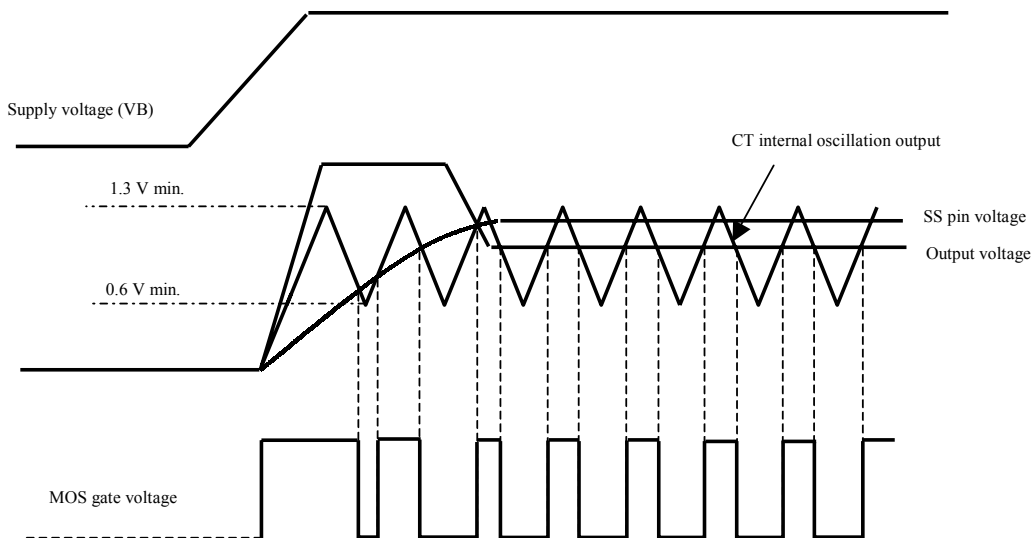 Supply voltage (VB)
CT internal oscillation output
1.3 V min.
SS pin voltage
Output voltage
0.6 V min.
MOS gate voltage